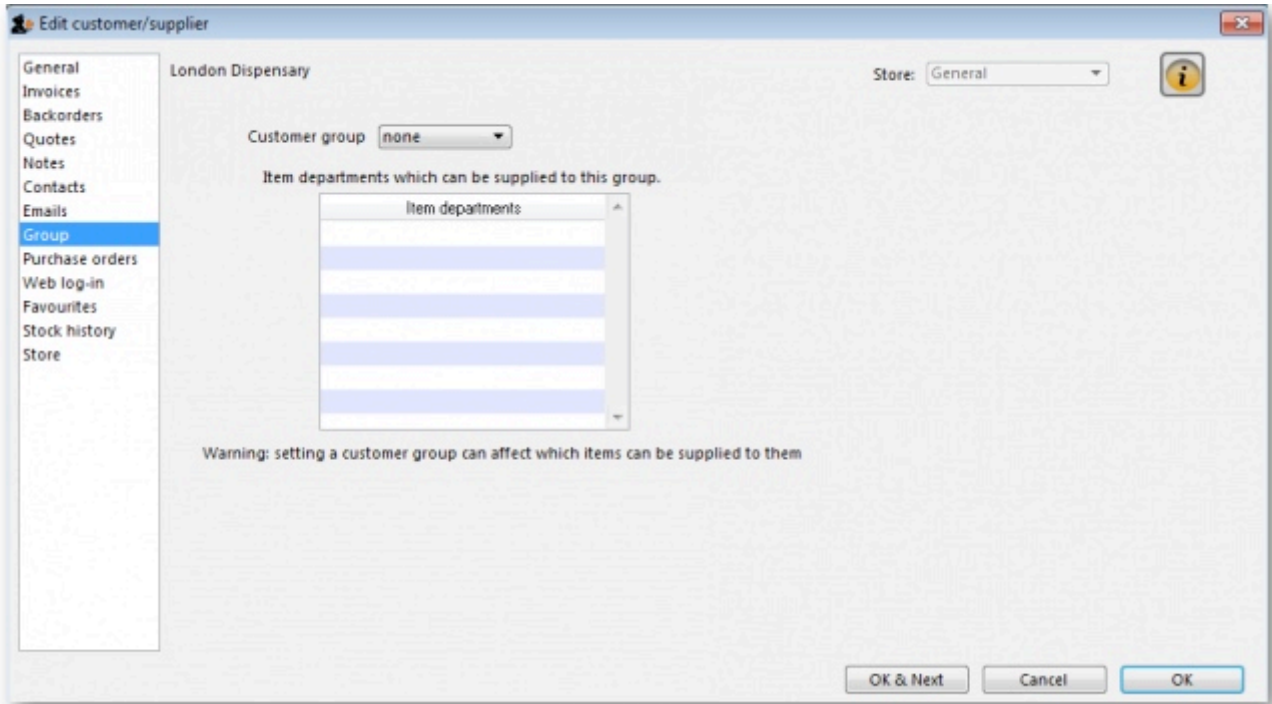 Edit customer/supplier
General
Invoices
Backorders
Quotes
Notes
Contacts
Emails
Group
Purchase orders
Web log-in
Favourites
Stock history
Store
London Dispensary
Store: General
i
Customer group none
Item departments which can be supplied to this group.
Item departments
Warning: setting a customer group can affect which items can be supplied to them
OK & Next Cancel OK